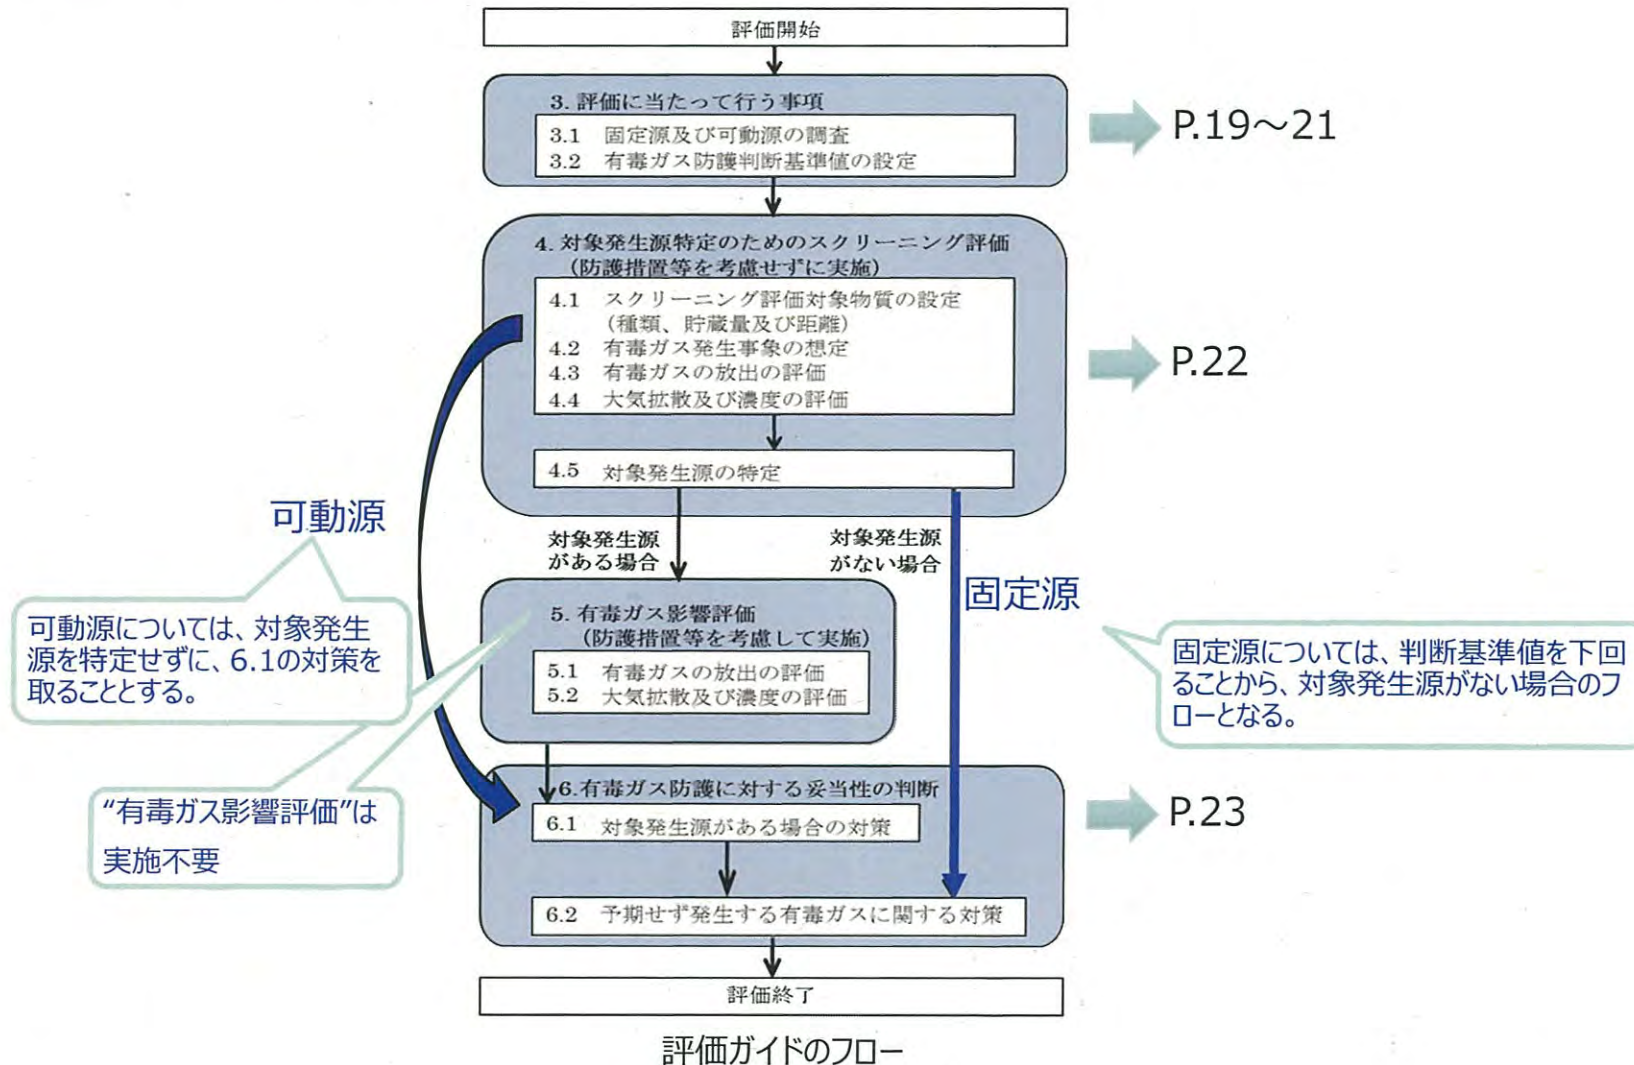 評価開始
3. 評価に当たって行う事項
3.1 固定源及び可動源の調査
3.2 有毒ガス防護判断基準値の設定
P.19～21
4. 対象発生源特定のためのスクリーニング評価
（防護措置等を考慮せずに実施）
4.1 スクリーニング評価対象物質の設定
（種類、貯蔵量及び距離）
4.2 有毒ガス発生事象の想定
4.3 有毒ガスの放出の評価
4.4 大気拡散及び濃度の評価
P.22
4.5 対象発生源の特定
可動源
対象発生源
がある場合
対象発生源
がない場合
固定源
可動源については、対象発生
源を特定せずに、6.1の対策を
取ることとする。
5. 有毒ガス影響評価
（防護措置等を考慮して実施）
5.1 有毒ガスの放出の評価
5.2 大気拡散及び濃度の評価
固定源については、判断基準値を下回
ることから、対象発生源がない場合のフ
ローとなる。
“有毒ガス影響評価”は
実施不要
6.有毒ガス防護に対する妥当性の判断
6.1 対象発生源がある場合の対策
P.23
6.2 予期せず発生する有毒ガスに関する対策
評価終了
評価ガイドのフロー